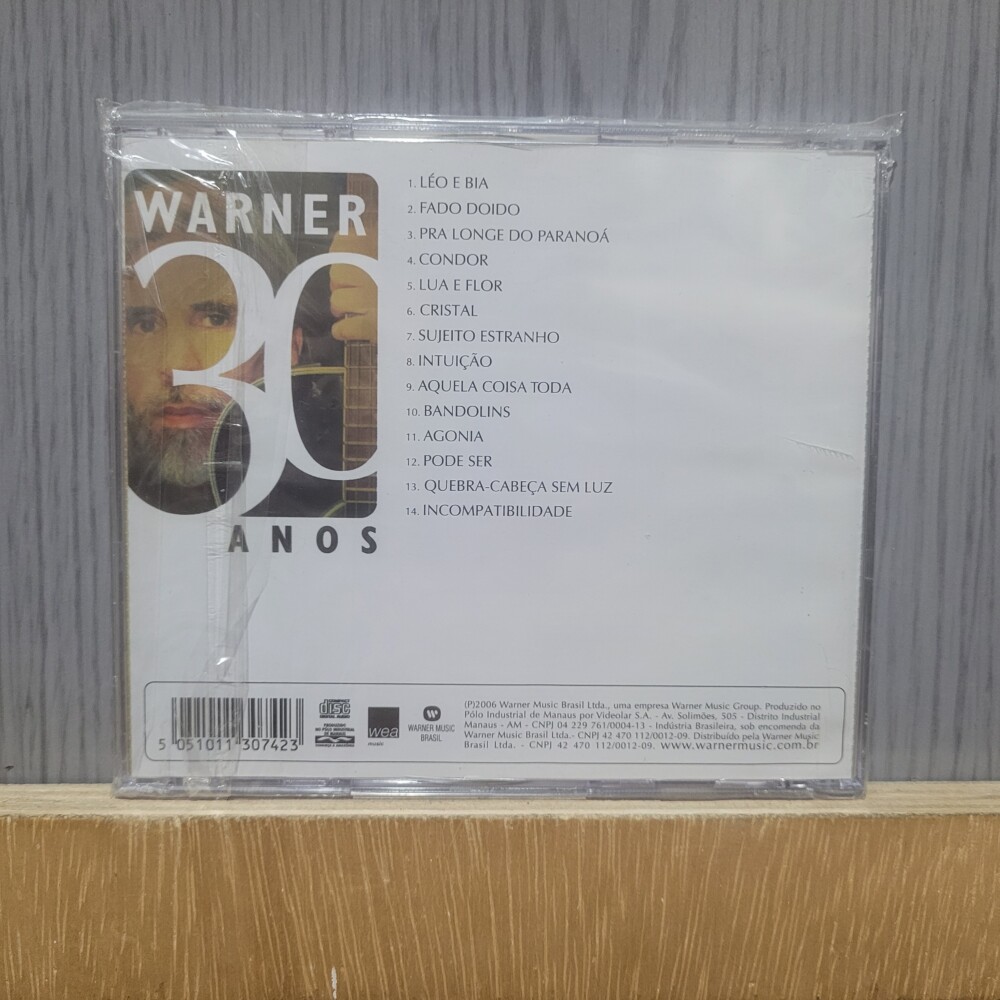 WARNER
30
ANOS
1. LÉO E BIA
2. FADO DOIDO
3. PRA LONGE DO PARANOÁ
4. CONDOR
5. LUA E FLOR
6. CRISTAL
7. SUJEITO ESTRANHO
8. INTUIÇÃO
9. AQUELA COISA TODA
10. BANDOLINS
11. AGONIA
12. PODE SER
13. QUEBRA-CABEÇA SEM LUZ
14. INCOMPATIBILIDADE
5 051011 307423
COMPACT
disc
DIGITAL AUDIO
wea
WARNER MUSIC
BRASIL
(P)2006 Warner Music Brasil Ltda., uma empresa Warner Music Group. Produzido no
Pólo Industrial de Manaus por Videolar S.A. - Av. Solimões, 505 - Distrito Industrial
Manaus - AM - CNPJ 04 229 761/0004-13 - Indústria Brasileira, sob encomenda da
Warner Music Brasil Ltda.- CNPJ 42 470 112/0012-09. Distribuído pela Warner Music
Brasil Ltda. - CNPJ 42 470 112/0012-09. www.warnermusic.com.br